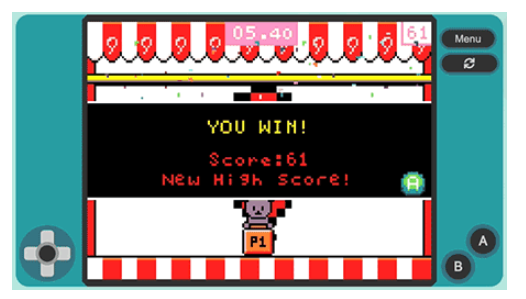 05.40
61
Menu
YOU WIN!
Score:61
New High Score!
A
P1
A
B